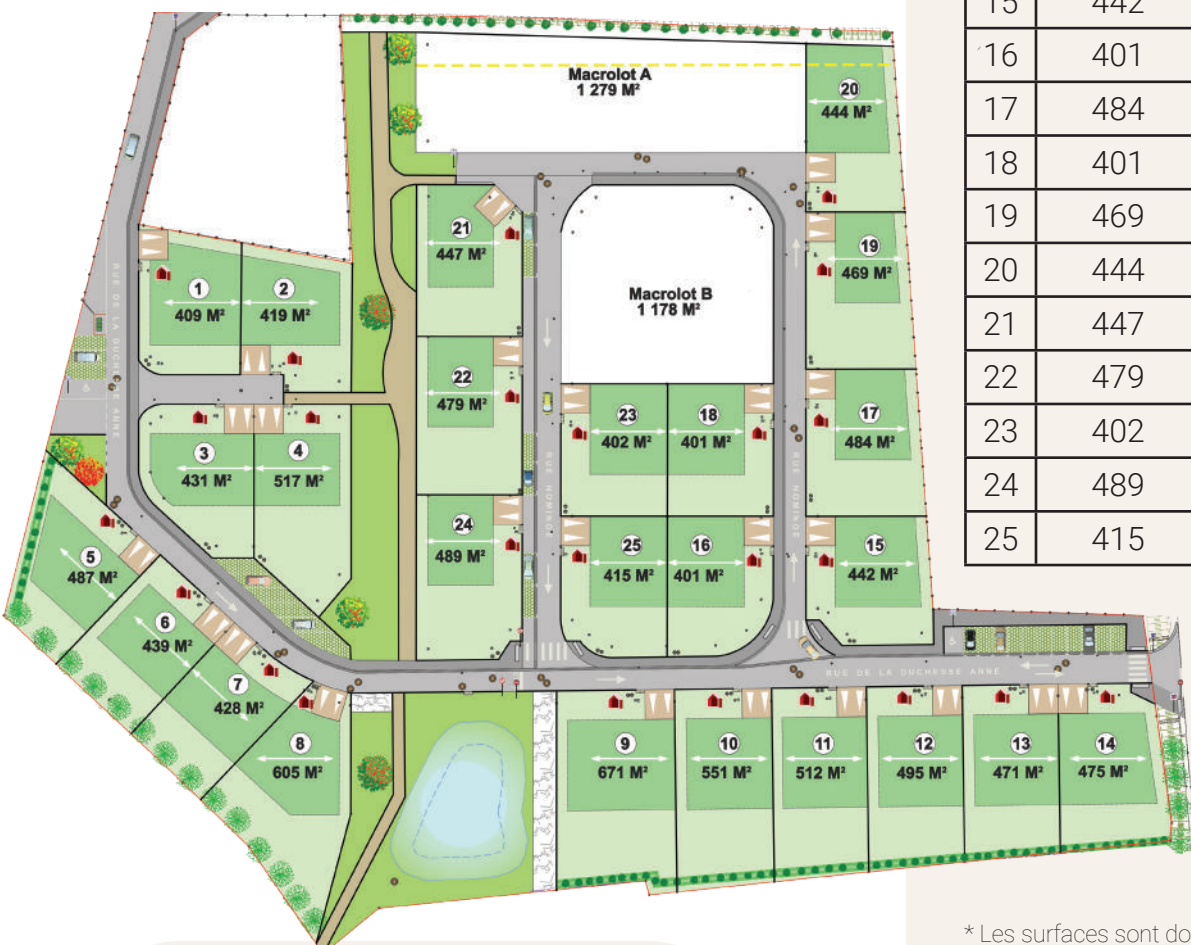 Macrolot A
1 279 M²
20
444 M²
21
447 M²
19
469 M²
Macrolot B
1 178 M²
1
409 M²
2
419 M²
RUE DE LA DUCHESSE ANNE
22
479 M²
23
402 M²
18
401 M²
17
484 M²
3
431 M²
4
517 M²
RUE NOMINOE
RUE NOMINOE
24
489 M²
25
415 M²
16
401 M²
15
442 M²
5
487 M²
6
439 M²
7
428 M²
8
605 M²
RUE DE LA DUCHESSE ANNE
9
671 M²
10
551 M²
11
512 M²
12
495 M²
13
471 M²
14
475 M²
15 442
16 401
17 484
18 401
19 469
20 444
21 447
22 479
23 402
24 489
25 415
* Les surfaces sont do